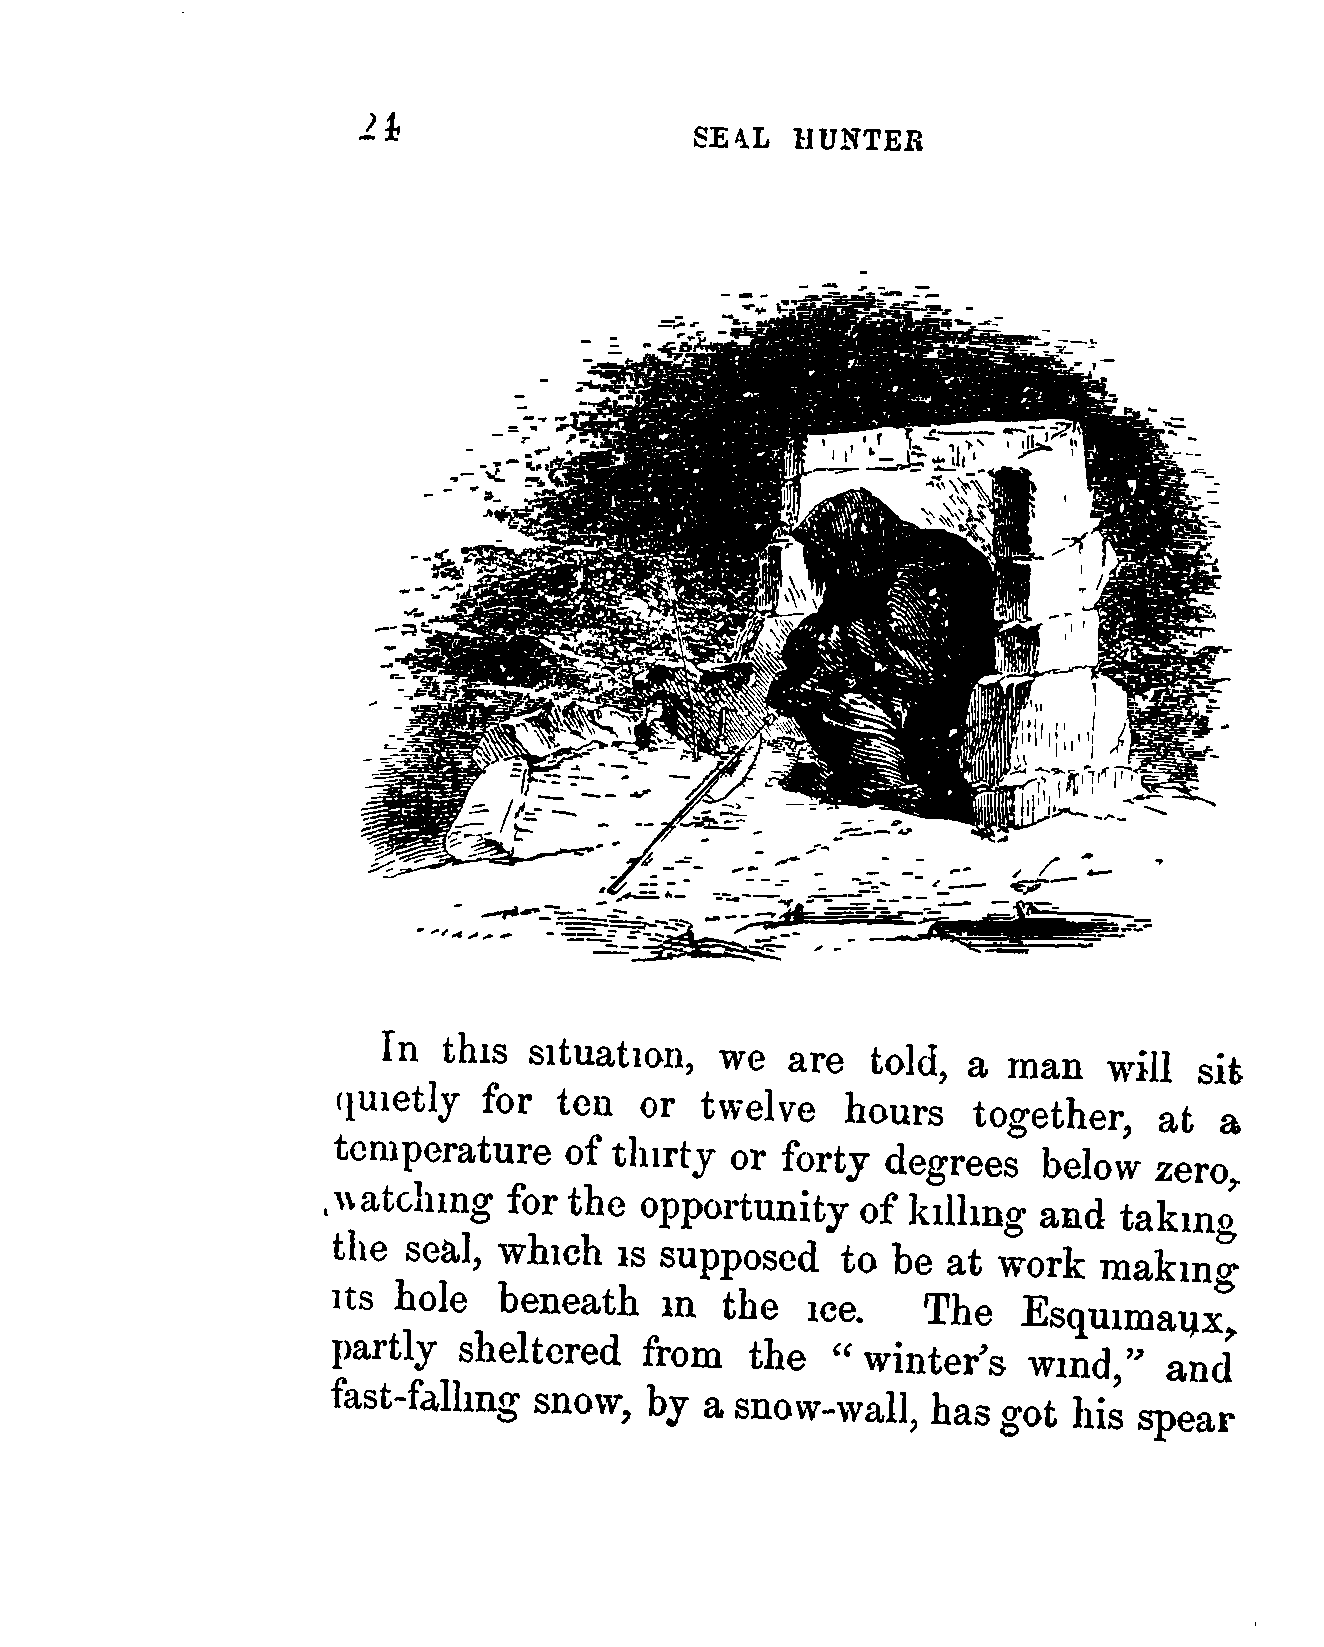 24 SEAL HUNTER
In this situation, we are told, a man will sit
quietly for ten or twelve hours together, at a
temperature of thirty or forty degrees below zero,
watching for the opportunity of killing and taking
the seal, which is supposed to be at work making
its hole beneath in the ice. The Esquimaux,
partly sheltered from the “winter's wind,” and
fast-falling snow, by a snow-wall, has got his spear